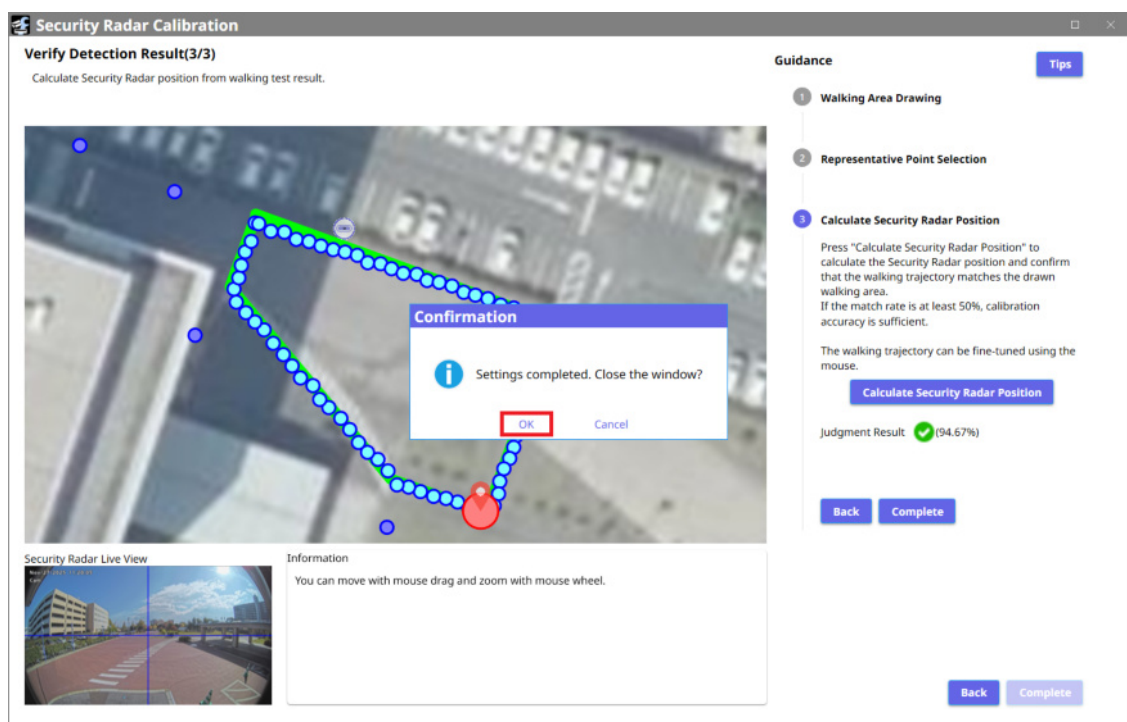 Security Radar Calibration
Verify Detection Result(3/3)
Calculate Security Radar position from walking test result.
Guidance
Tips
1 Walking Area Drawing
2 Representative Point Selection
3 Calculate Security Radar Position
Press "Calculate Security Radar Position" to
calculate the Security Radar position and confirm
that the walking trajectory matches the drawn
walking area.
If the match rate is at least 50%, calibration
accuracy is sufficient.
The walking trajectory can be fine-tuned using the
mouse.
Calculate Security Radar Position
Judgment Result (94.67%)
Back Complete
Confirmation
Settings completed. Close the window?
OK Cancel
Security Radar Live View
Information
You can move with mouse drag and zoom with mouse wheel.
Back Complete